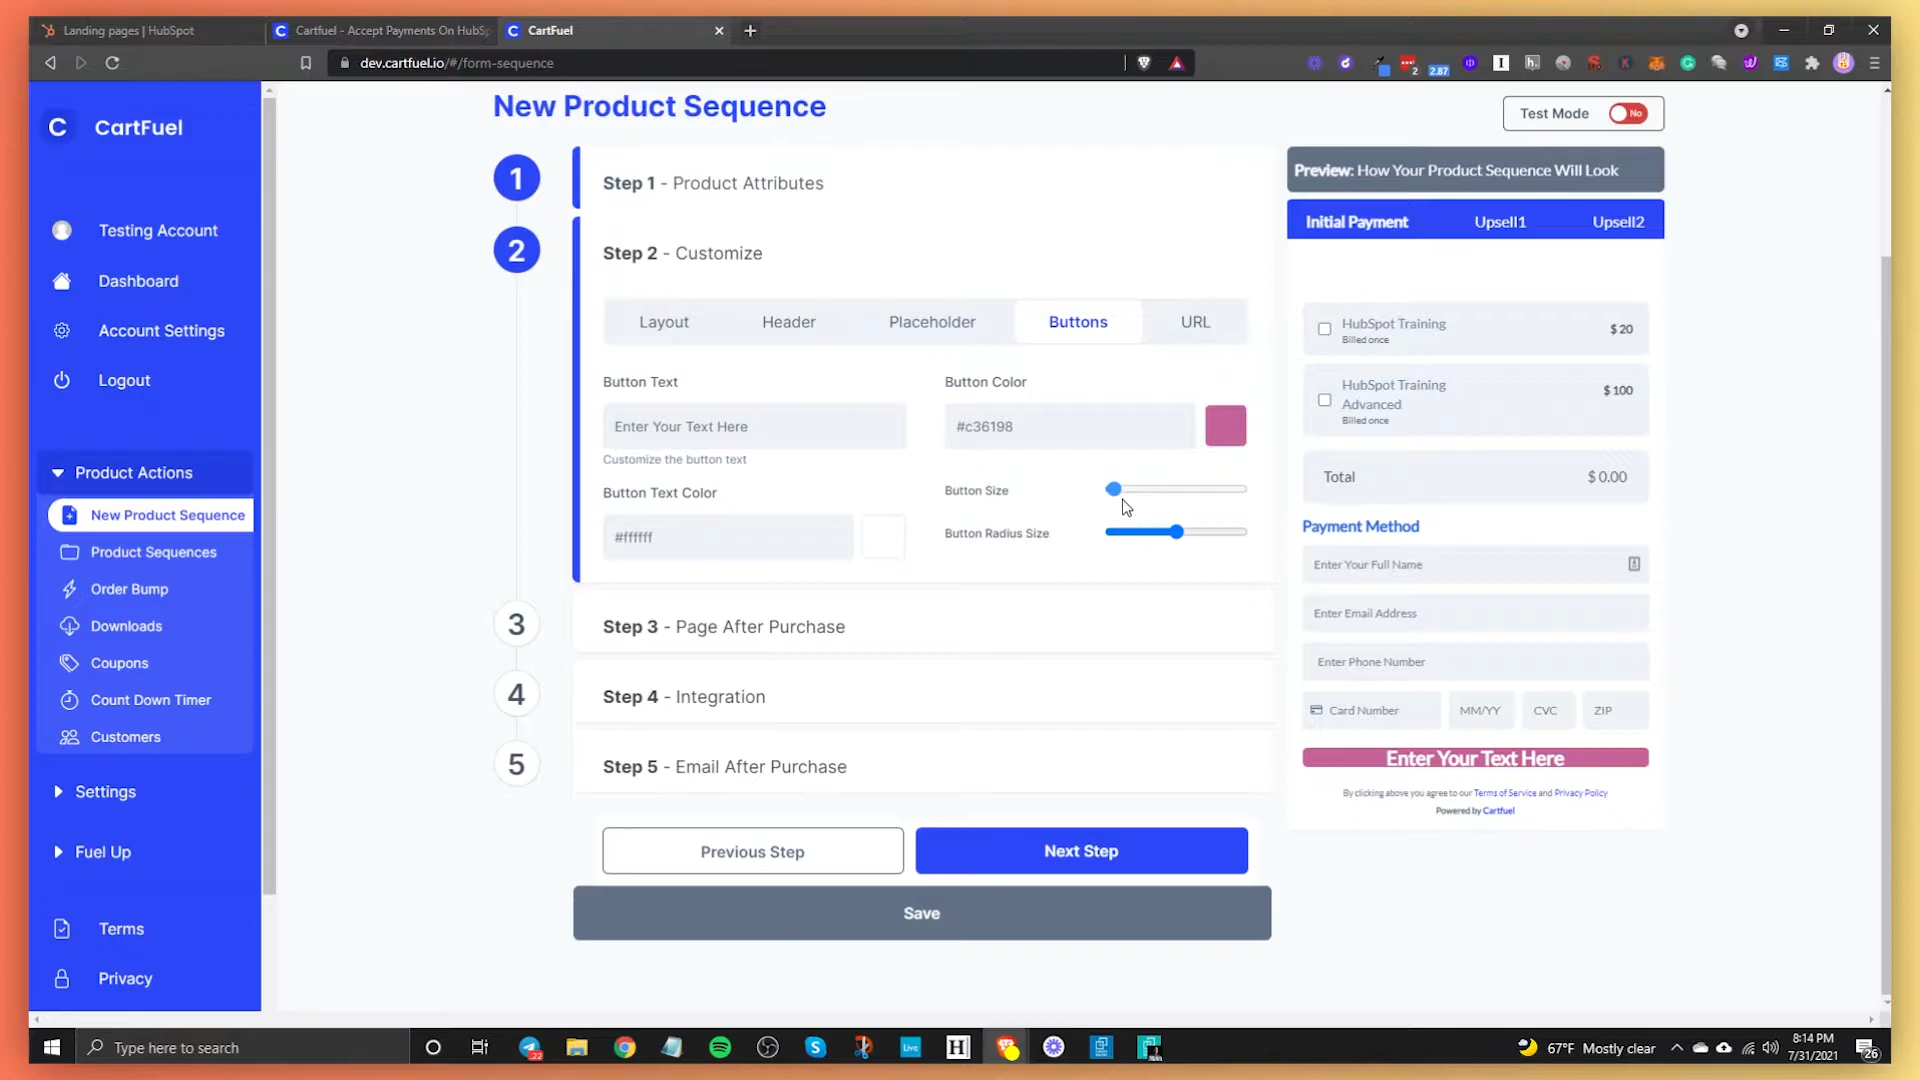 Landing pages | HubSpot
Cartfuel - Accept Payments On HubS
CartFuel
dev.cartfuel.io/#/form-sequence
2
2.87
CartFuel
Testing Account
Dashboard
Account Settings
Logout
Product Actions
New Product Sequence
Product Sequences
Order Bump
Downloads
Coupons
Count Down Timer
Customers
Settings
Fuel Up
Terms
Privacy
New Product Sequence
Test Mode No
1
Step 1 - Product Attributes
2
Step 2 - Customize
Layout Header Placeholder Buttons URL
Button Text
Enter Your Text Here
Customize the button text
Button Color
#c36198
Button Text Color
#ffffff
Button Size
Button Radius Size
3
Step 3 - Page After Purchase
4
Step 4 - Integration
5
Step 5 - Email After Purchase
Previous Step
Next Step
Save
Preview: How Your Product Sequence Will Look
Initial Payment Upsell1 Upsell2
HubSpot Training $ 20
Billed once
HubSpot Training $ 100
Advanced
Billed once
Total $ 0.00
Payment Method
Enter Your Full Name
Enter Email Address
Enter Phone Number
Card Number MM/YY CVC ZIP
Enter Your Text Here
By clicking above you agree to our Terms of Service and Privacy Policy
Powered by Cartfuel
Type here to search
22
Live
H
67°F Mostly clear
8:14 PM
7/31/2021
26